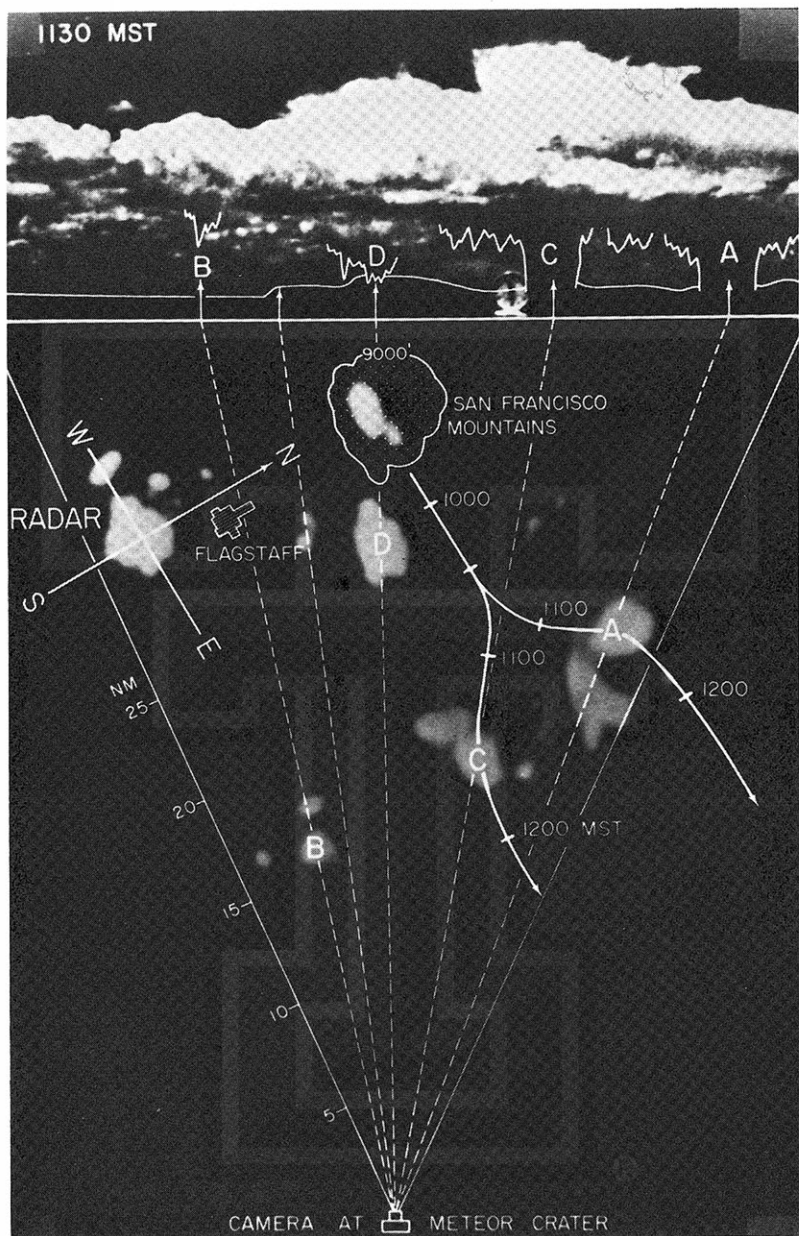 1130 MST
B
D
C
A
9000'
SAN FRANCISCO
MOUNTAINS
W
N
1000
RADAR
FLAGSTAFF
D
S
E
1100
A
1100
NM
25
1200
C
20
1200 MST
B
15
10
5
CAMERA AT METEOR CRATER